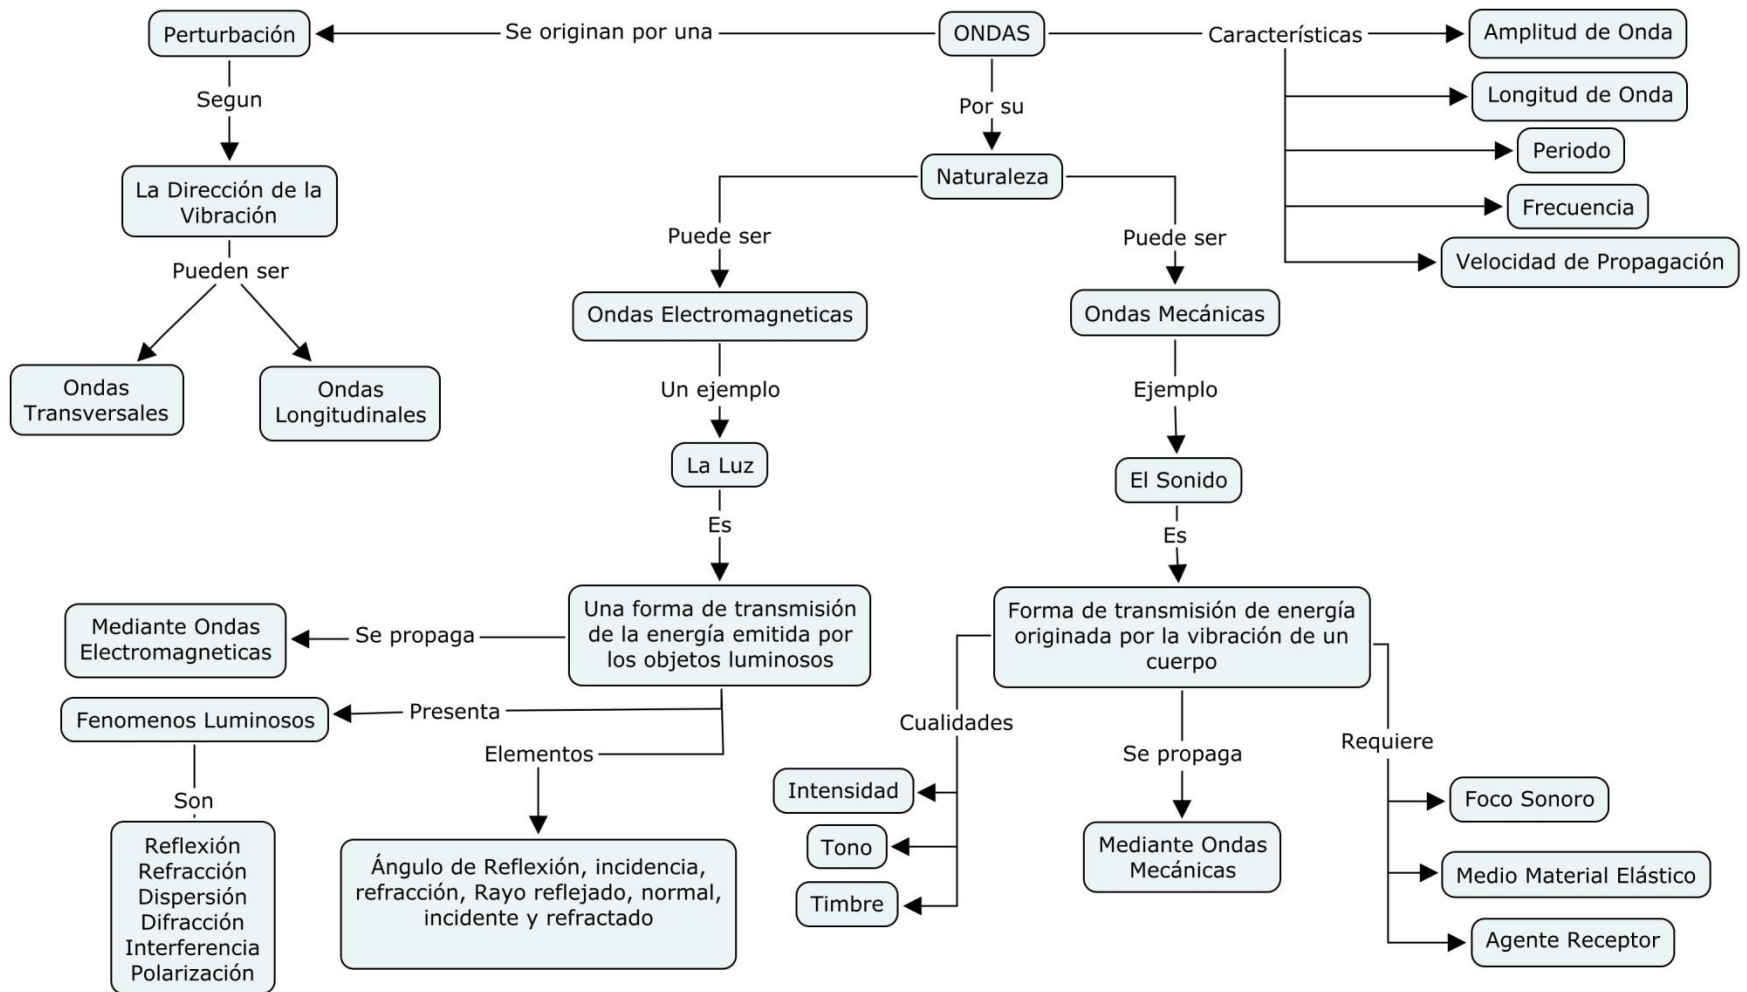 ONDAS
Se originan por una
Perturbación
Segun
La Dirección de la
Vibración
Pueden ser
Ondas
Transversales
Ondas
Longitudinales
Por su
Naturaleza
Puede ser
Ondas Electromagneticas
Un ejemplo
La Luz
Es
Una forma de transmisión
de la energía emitida por
los objetos luminosos
Se propaga
Mediante Ondas
Electromagneticas
Presenta
Fenomenos Luminosos
Son
Reflexión
Refracción
Dispersión
Difracción
Interferencia
Polarización
Elementos
Ángulo de Reflexión, incidencia,
refracción, Rayo reflejado, normal,
incidente y refractado
Puede ser
Ondas Mecánicas
Ejemplo
El Sonido
Es
Forma de transmisión de energía
originada por la vibración de un
cuerpo
Cualidades
Intensidad
Tono
Timbre
Se propaga
Mediante Ondas
Mecánicas
Requiere
Foco Sonoro
Medio Material Elástico
Agente Receptor
Características
Amplitud de Onda
Longitud de Onda
Periodo
Frecuencia
Velocidad de Propagación